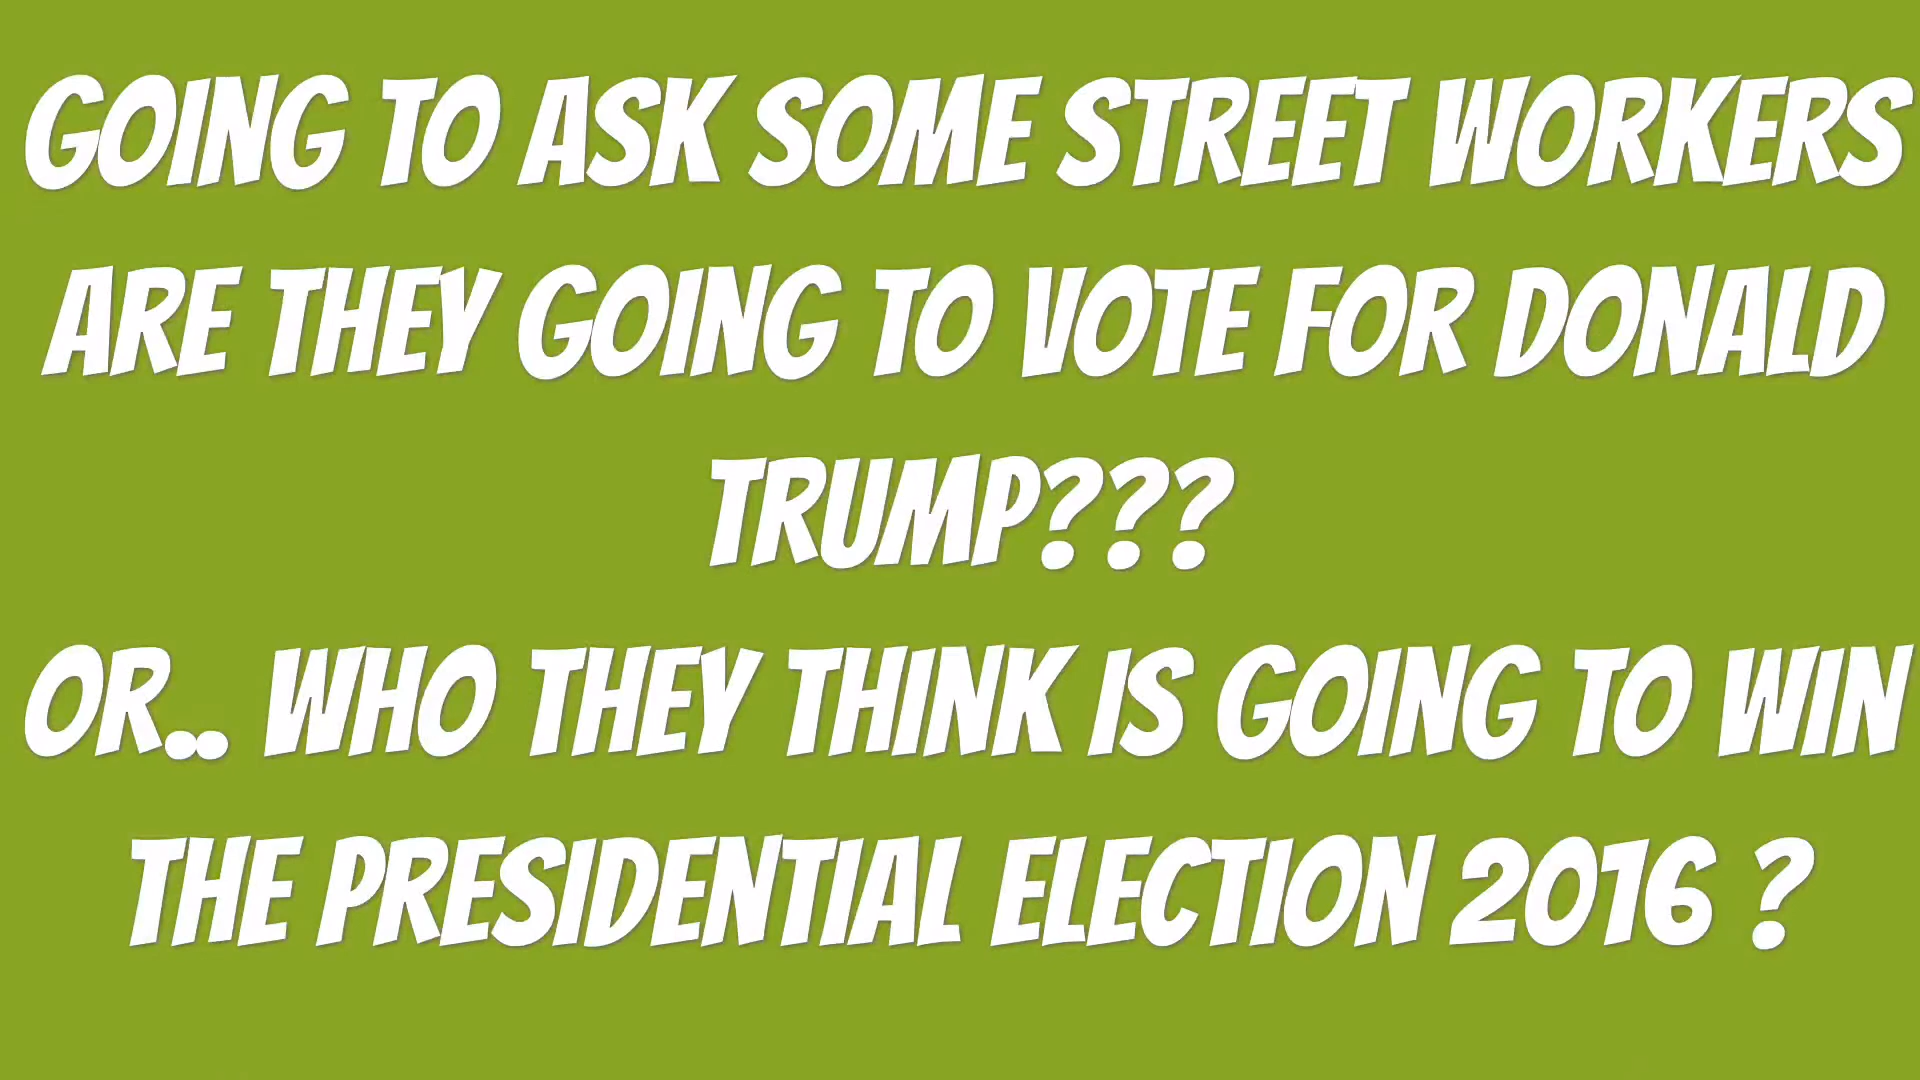 GOING TO ASK SOME STREET WORKERS
ARE THEY GOING TO VOTE FOR DONALD
TRUMP???
OR.. WHO THEY THINK IS GOING TO WIN
THE PRESIDENTIAL ELECTION 2016 ?